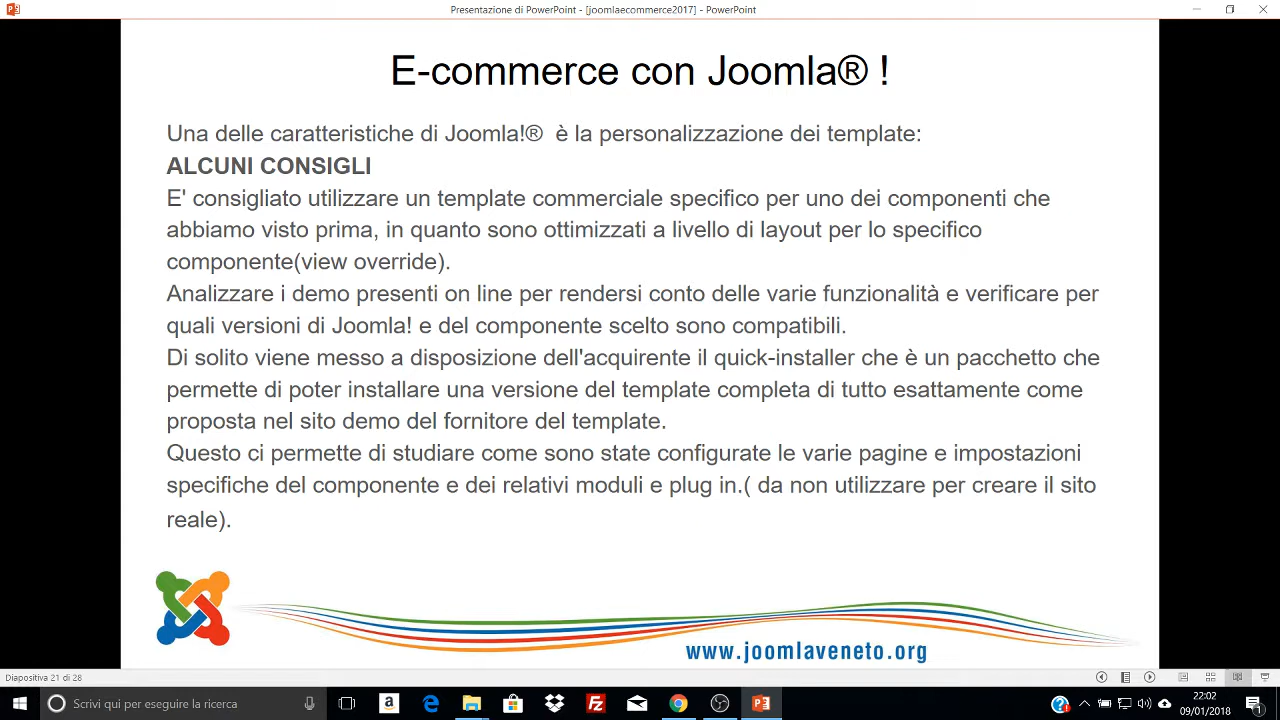 Presentazione di PowerPoint - [joomlaecommerce2017] - PowerPoint
E-commerce con Joomla® !
Una delle caratteristiche di Joomla!® è la personalizzazione dei template:
ALCUNI CONSIGLI
E' consigliato utilizzare un template commerciale specifico per uno dei componenti che
abbiamo visto prima, in quanto sono ottimizzati a livello di layout per lo specifico
componente(view override).
Analizzare i demo presenti on line per rendersi conto delle varie funzionalità e verificare per
quali versioni di Joomla! e del componente scelto sono compatibili.
Di solito viene messo a disposizione dell'acquirente il quick-installer che è un pacchetto che
permette di poter installare una versione del template completa di tutto esattamente come
proposta nel sito demo del fornitore del template.
Questo ci permette di studiare come sono state configurate le varie pagine e impostazioni
specifiche del componente e dei relativi moduli e plug in.( da non utilizzare per creare il sito
reale).
www.joomlaveneto.org
Diapositiva 21 di 28
Scrivi qui per eseguire la ricerca
22:02
09/01/2018